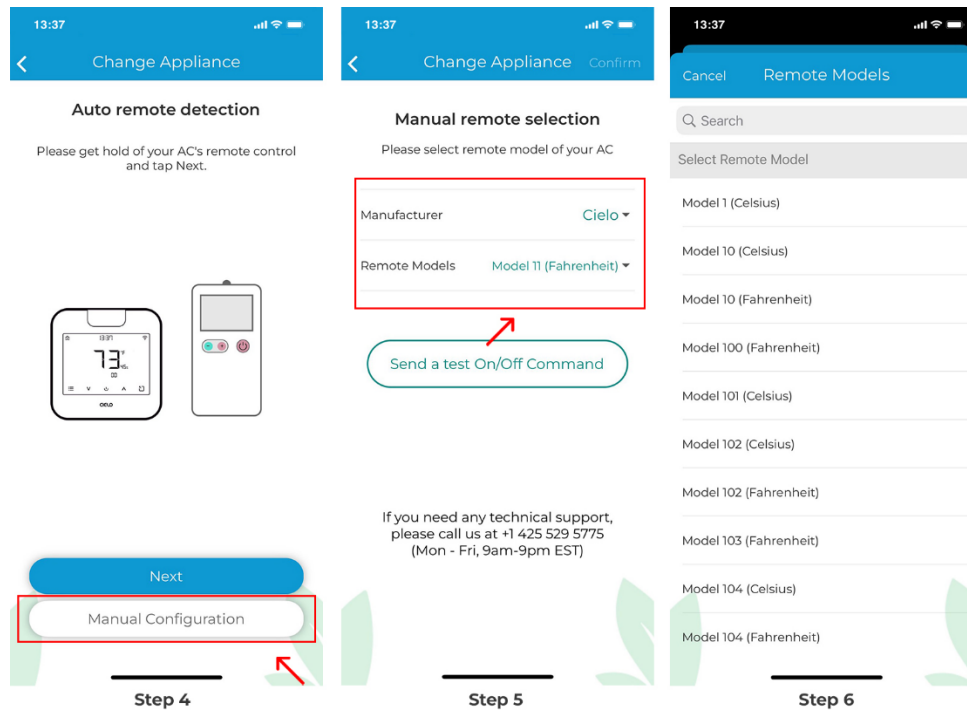 13:37
Change Appliance
Auto remote detection
Please get hold of your AC's remote control
and tap Next.
13:37
73°F
cielo
Next
Manual Configuration
Step 4
13:37
Change Appliance
Confirm
Manual remote selection
Please select remote model of your AC
Manufacturer
Cielo
Remote Models
Model 11 (Fahrenheit)
Send a test On/Off Command
If you need any technical support,
please call us at +1 425 529 5775
(Mon - Fri, 9am-9pm EST)
Step 5
13:37
Cancel
Remote Models
Search
Select Remote Model
Model 1 (Celsius)
Model 10 (Celsius)
Model 10 (Fahrenheit)
Model 100 (Fahrenheit)
Model 101 (Celsius)
Model 102 (Celsius)
Model 102 (Fahrenheit)
Model 103 (Fahrenheit)
Model 104 (Celsius)
Model 104 (Fahrenheit)
Step 6